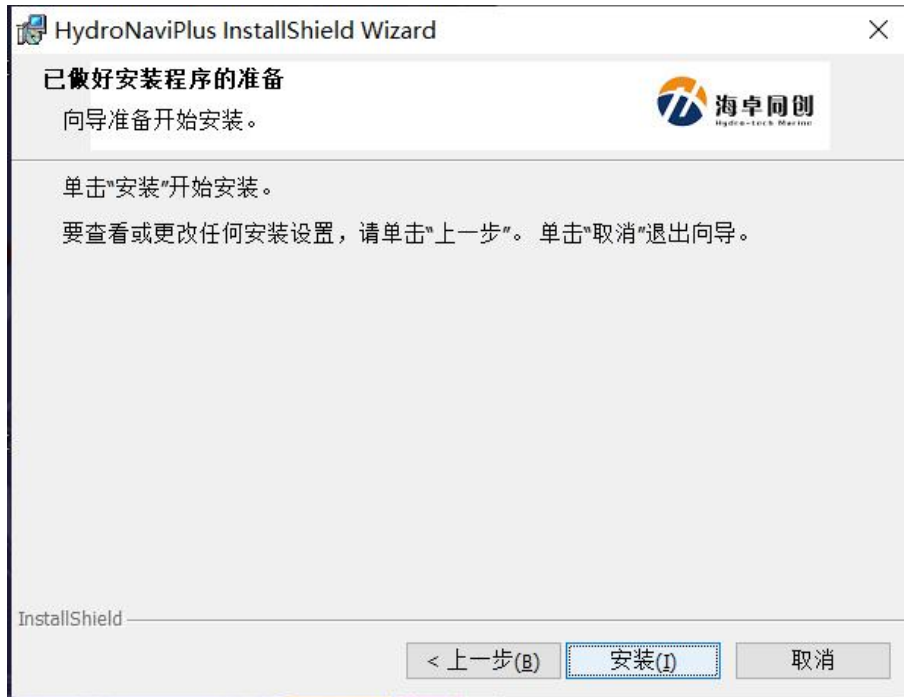 HydroNaviPlus InstallShield Wizard
已做好安装程序的准备
向导准备开始安装。
海卓同创
Hydro-tech Marine
单击“安装”开始安装。
要查看或更改任何安装设置，请单击“上一步”。 单击“取消”退出向导。
InstallShield
< 上一步(B)
安装(I)
取消